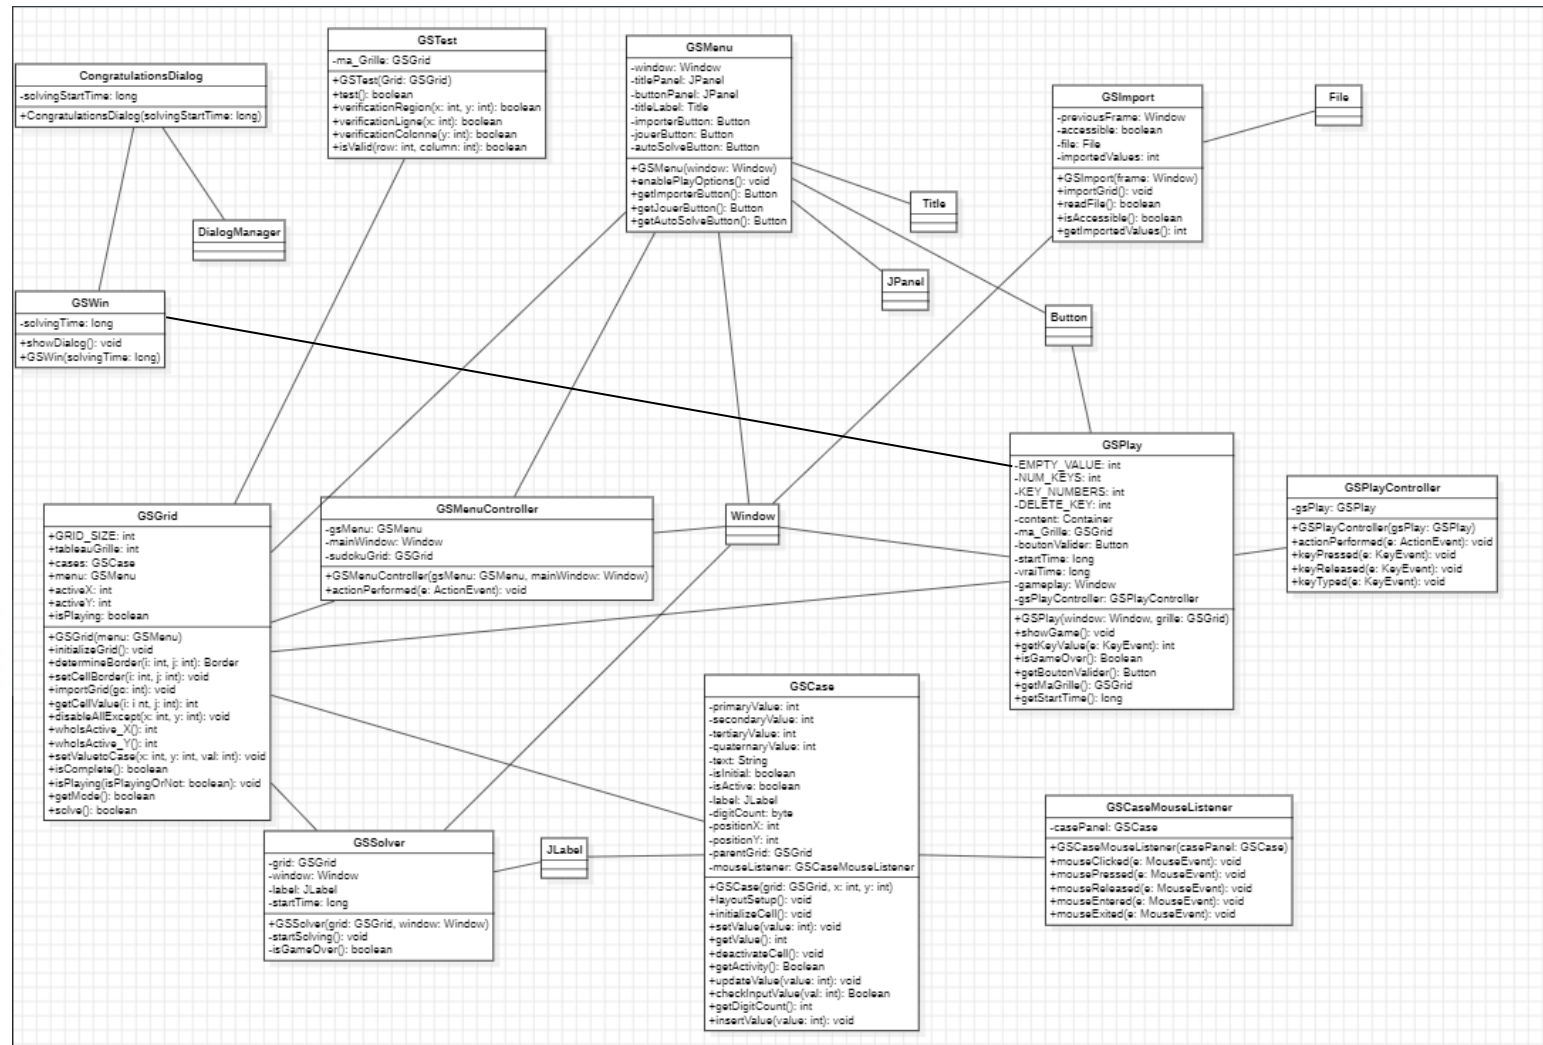 CongratulationsDialog
-solvingStartTime: long
+CongratulationsDialog(solvingStartTime: long)
GSTest
-ma_Grille: GSGrid
+GSTest(Grid: GSGrid)
+test(): boolean
+verificationRegion(x: int, y: int): boolean
+verificationLigne(x: int): boolean
+verificationColonne(y: int): boolean
+isValid(row: int, column: int): boolean
GSMenu
-window: Window
-titlePanel: JPanel
-buttonPanel: JPanel
-titleLabel: Title
-importerButton: Button
-jouerButton: Button
-autoSolveButton: Button
+GSMenu(window: Window)
+enablePlayOptions(): void
+getImporterButton(): Button
+getJouerButton(): Button
+getAutoSolveButton(): Button
GSImport
-previousFrame: Window
-accessible: boolean
-file: File
-importedValues: int
+GSImport(frame: Window)
+importGrid(): void
+readFile(): boolean
+isAccessible(): boolean
+getImportedValues(): int
File
DialogManager
Title
JPanel
Button
GSWin
-solvingTime: long
+showDialog(): void
+GSWin(solvingTime: long)
GSPlay
-EMPTY_VALUE: int
-NUM_KEYS: int
-KEY_NUMBERS: int
-DELETE_KEY: int
-content: Container
-ma_Grille: GSGrid
-boutonValider: Button
-startTime: long
-vraiTime: long
-gameplay: Window
-gsPlayController: GSPlayController
+GSPlay(window: Window, grille: GSGrid)
+showGame(): void
+getKeyValue(e: KeyEvent): int
+isGameOver(): Boolean
+getBoutonValider(): Button
+getMaGrille(): GSGrid
+getStartTime(): long
GSPlayController
-gsPlay: GSPlay
+GSPlayController(gsPlay: GSPlay)
+actionPerformed(e: ActionEvent): void
+keyPressed(e: KeyEvent): void
+keyReleased(e: KeyEvent): void
+keyTyped(e: KeyEvent): void
GSGrid
+GRID_SIZE: int
+tableauGrille: int
+cases: GSCase
+menu: GSMenu
+activeX: int
+activeY: int
+isPlaying: boolean
+GSGrid(menu: GSMenu)
+initializeGrid(): void
+determineBorder(i: int, j: int): Border
+setCellBorder(i: int, j: int): void
+importGrid(gc: int): void
+getCellValue(i: i nt, j: int): int
+disableAllExcept(x: int, y: int): void
+whoIsActive_X(): int
+whoIsActive_Y(): int
+setValuetoCase(x: int, y: int, val: int): void
+isComplete(): boolean
+isPlaying(isPlayingOrNot: boolean): void
+getMode(): boolean
+solve(): boolean
GSMenuController
-gsMenu: GSMenu
-mainWindow: Window
-sudokuGrid: GSGrid
+GSMenuController(gsMenu: GSMenu, mainWindow: Window)
+actionPerformed(e: ActionEvent): void
Window
GSCase
-primaryValue: int
-secondaryValue: int
-tertiaryValue: int
-quaternaryValue: int
-text: String
-isInitial: boolean
-isActive: boolean
-label: JLabel
-digitCount: byte
-positionX: int
-positionY: int
-parentGrid: GSGrid
-mouseListener: GSCaseMouseListener
+GSCase(grid: GSGrid, x: int, y: int)
+layoutSetup(): void
+initializeCell(): void
+setValue(value: int): void
+getValue(): int
+deactivateCell(): void
+getActivity(): Boolean
+updateValue(value: int): void
+checkInputValue(val: int): Boolean
+getDigitCount(): int
+insertValue(value: int): void
GSSolver
-grid: GSGrid
-window: Window
-label: JLabel
-startTime: long
+GSSolver(grid: GSGrid, window: Window)
-startSolving(): void
-isGameOver(): boolean
JLabel
GSCaseMouseListener
-casePanel: GSCase
+GSCaseMouseListener(casePanel: GSCase)
+mouseClicked(e: MouseEvent): void
+mousePressed(e: MouseEvent): void
+mouseReleased(e: MouseEvent): void
+mouseEntered(e: MouseEvent): void
+mouseExited(e: MouseEvent): void